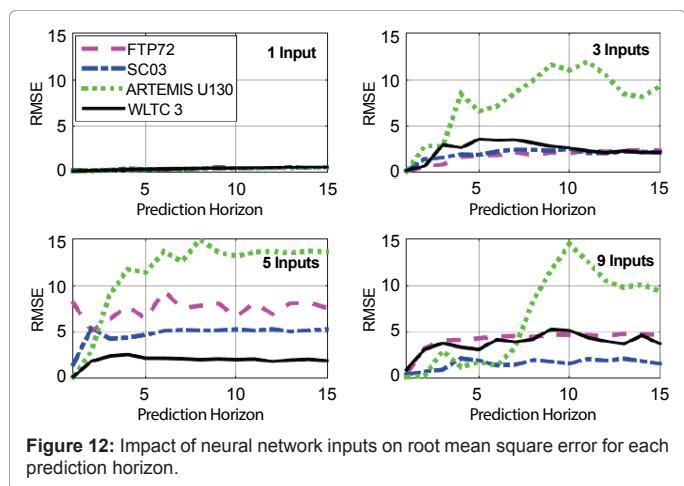 15
10
5
0
RMSE
FTP72
SC03
ARTEMIS U130
WLTC 3
1 Input
5
10
15
Prediction Horizon
15
10
5
0
RMSE
3 Inputs
5
10
15
Prediction Horizon
15
10
5
0
RMSE
5 Inputs
5
10
15
Prediction Horizon
15
10
5
0
RMSE
9 Inputs
5
10
15
Prediction Horizon
Figure 12: Impact of neural network inputs on root mean square error for each
prediction horizon.